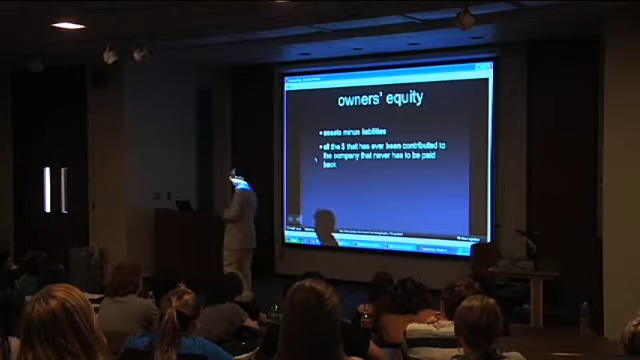 owners' equity
▪ assets minus liabilities
▪ all the $ that has ever been contributed to
the company that never has to be paid
back